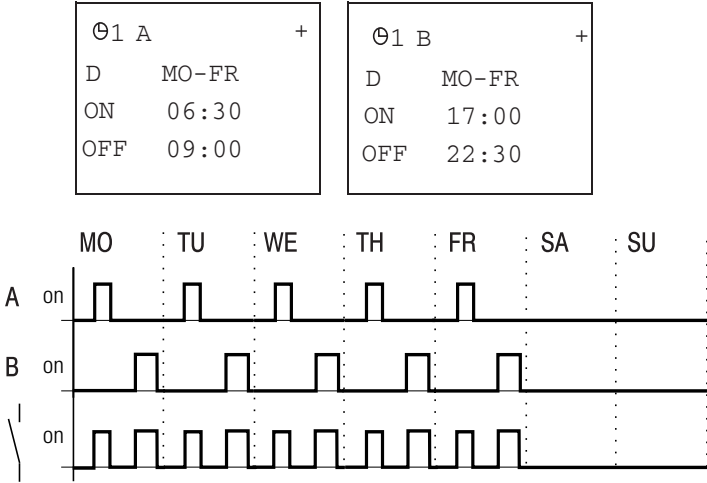 1 A +
D MO-FR
ON 06:30
OFF 09:00
1 B +
D MO-FR
ON 17:00
OFF 22:30
MO TU WE TH FR SA SU
A on
B on
on